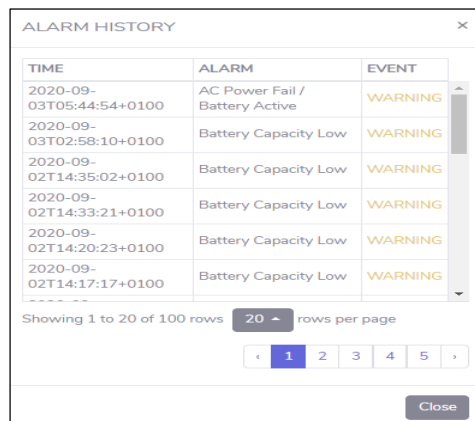 ALARM HISTORY ×
TIME ALARM EVENT
2020-09-
03T05:44:54+0100
AC Power Fail /
Battery Active
WARNING
2020-09-
03T02:58:10+0100
Battery Capacity Low
WARNING
2020-09-
02T14:35:02+0100
Battery Capacity Low
WARNING
2020-09-
02T14:33:21+0100
Battery Capacity Low
WARNING
2020-09-
02T14:20:23+0100
Battery Capacity Low
WARNING
2020-09-
02T14:17:17+0100
Battery Capacity Low
WARNING
Showing 1 to 20 of 100 rows 20 rows per page
‹ 1 2 3 4 5 ›
Close